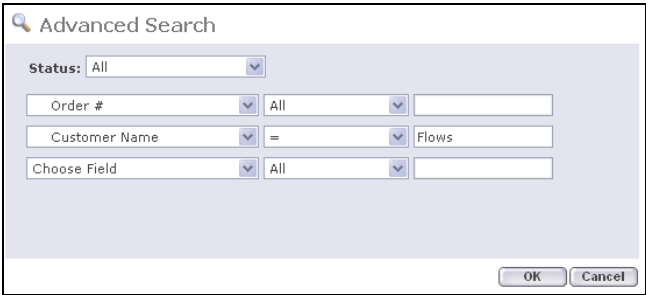 Advanced Search
Status: All
Order # All
Customer Name = Flows
Choose Field All
OK Cancel